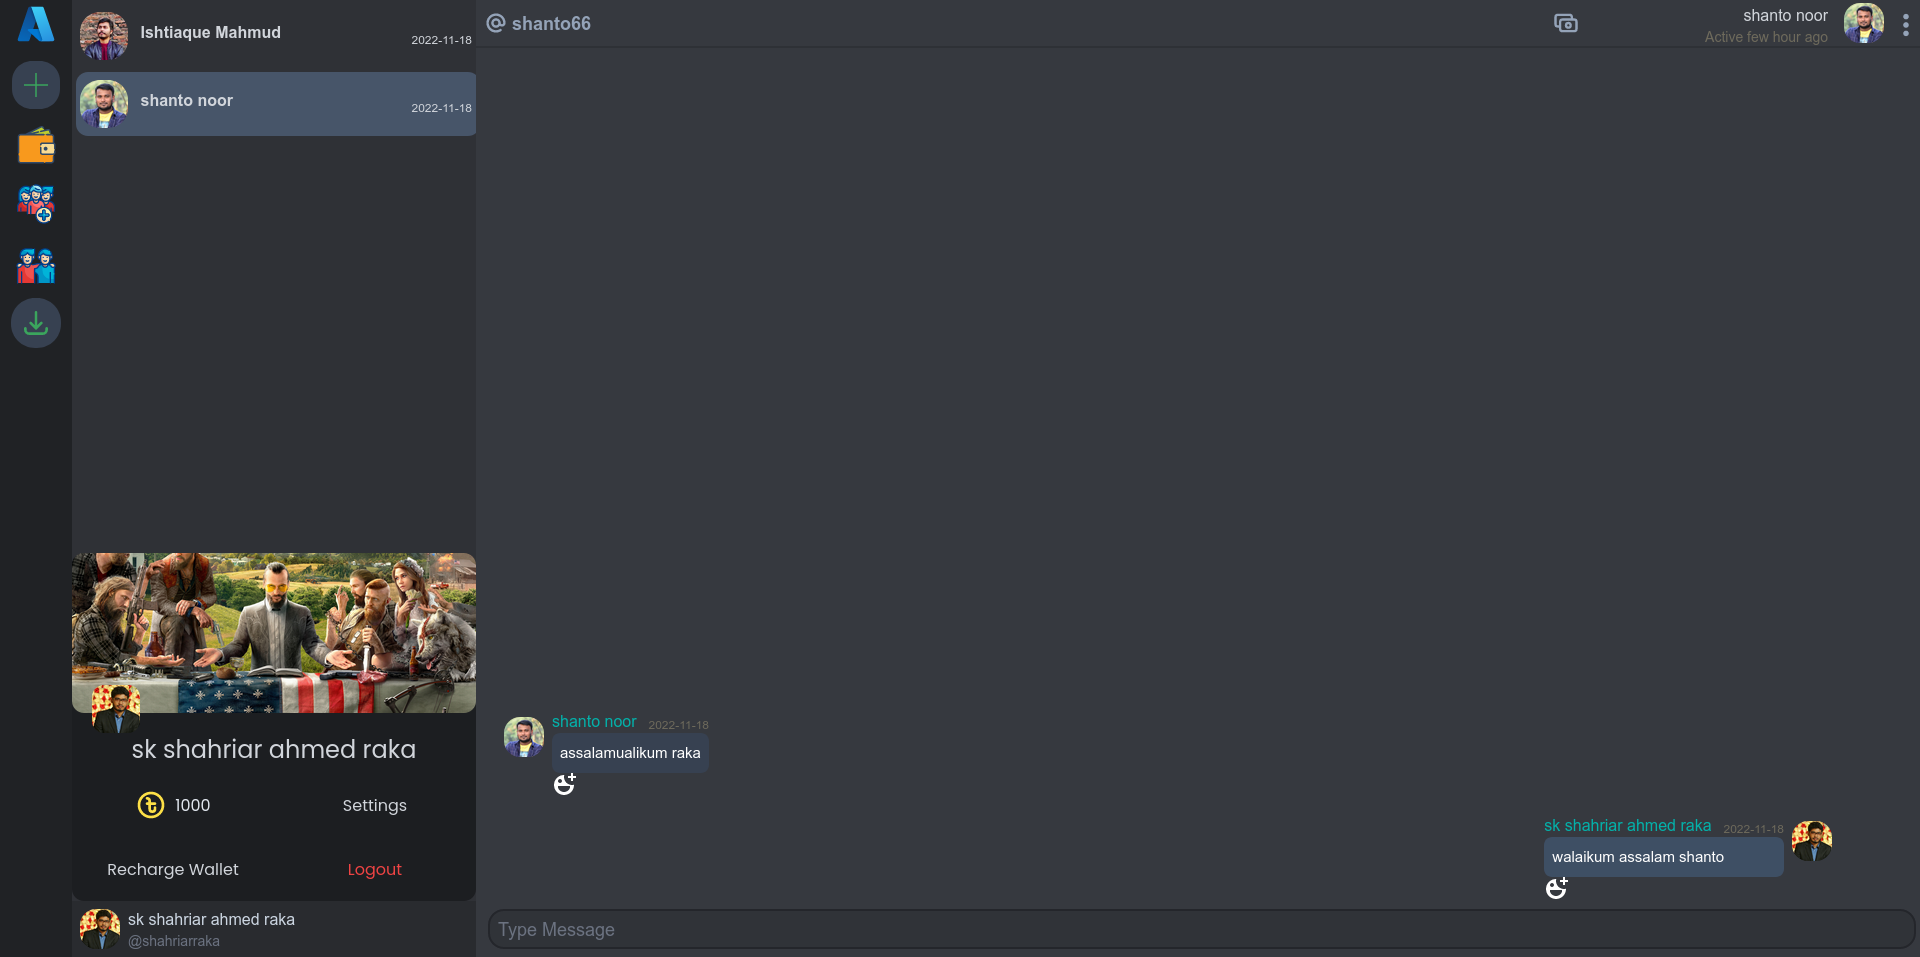 Ishtiaque Mahmud
2022-11-18
shanto noor
2022-11-18
@ shanto66
shanto noor
Active few hour ago
shanto noor 2022-11-18
assalamualikum raka
sk shahriar ahmed raka 2022-11-18
walaikum assalam shanto
Type Message
sk shahriar ahmed raka
1000
Settings
Recharge Wallet
Logout
sk shahriar ahmed raka
@shahriarraka